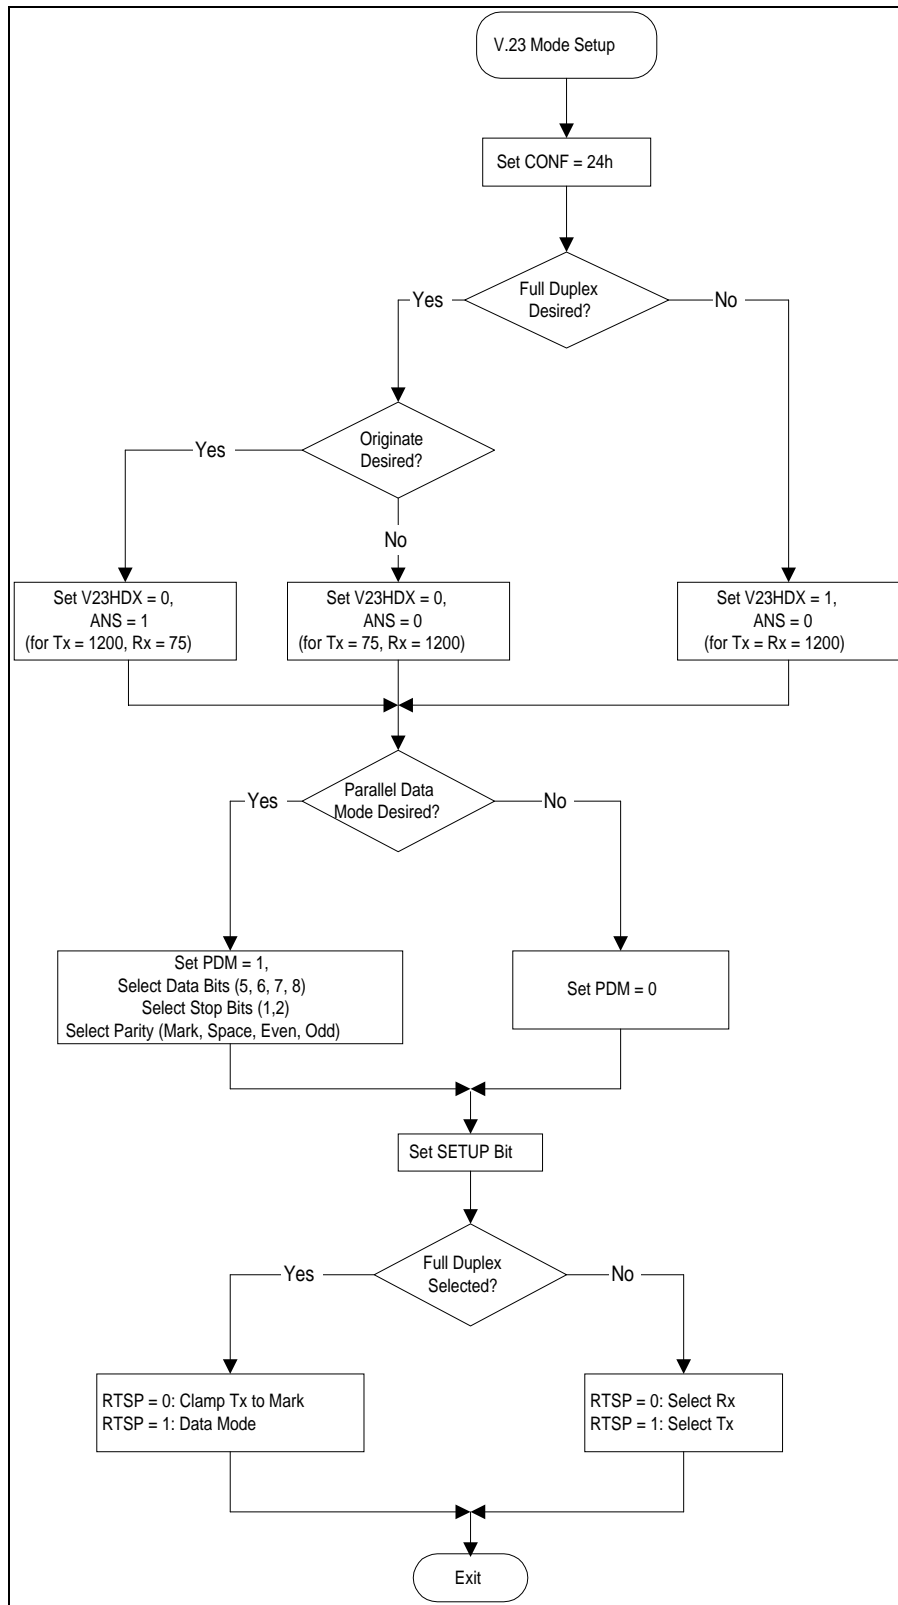 V.23 Mode Setup
Set CONF = 24h
Full Duplex
Desired?
Yes
No
Originate
Desired?
Yes
No
Set V23HDX = 0,
ANS = 1
(for Tx = 1200, Rx = 75)
Set V23HDX = 0,
ANS = 0
(for Tx = 75, Rx = 1200)
Set V23HDX = 1,
ANS = 0
(for Tx = Rx = 1200)
Parallel Data
Mode Desired?
Yes
No
Set PDM = 1,
Select Data Bits (5, 6, 7, 8)
Select Stop Bits (1,2)
Select Parity (Mark, Space, Even, Odd)
Set PDM = 0
Set SETUP Bit
Full Duplex
Selected?
Yes
No
RTSP = 0: Clamp Tx to Mark
RTSP = 1: Data Mode
RTSP = 0: Select Rx
RTSP = 1: Select Tx
Exit